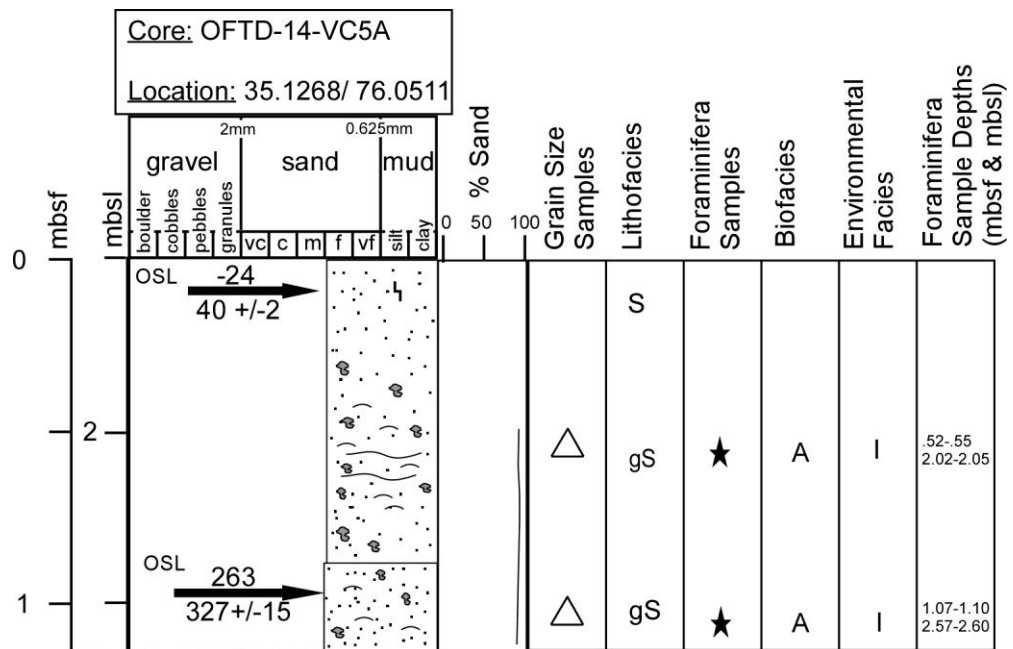 Core: OFTD-14-VC5A
Location: 35.1268/ 76.0511
2mm
0.625mm
gravel
sand
mud
mbsf
mbsl
boulder
cobbles
pebbles
granules
vc
c
m
f
vf
silt
clay
% Sand
0
50
100
Grain Size
Samples
Lithofacies
Foraminifera
Samples
Biofacies
Environmental
Facies
Foraminifera
Sample Depths
(mbsf & mbsl)
0
OSL
-24
40 +/-2
S
2
gS
A
I
.52-.55
2.02-2.05
OSL
263
327+/-15
1
gS
A
I
1.07-1.10
2.57-2.60